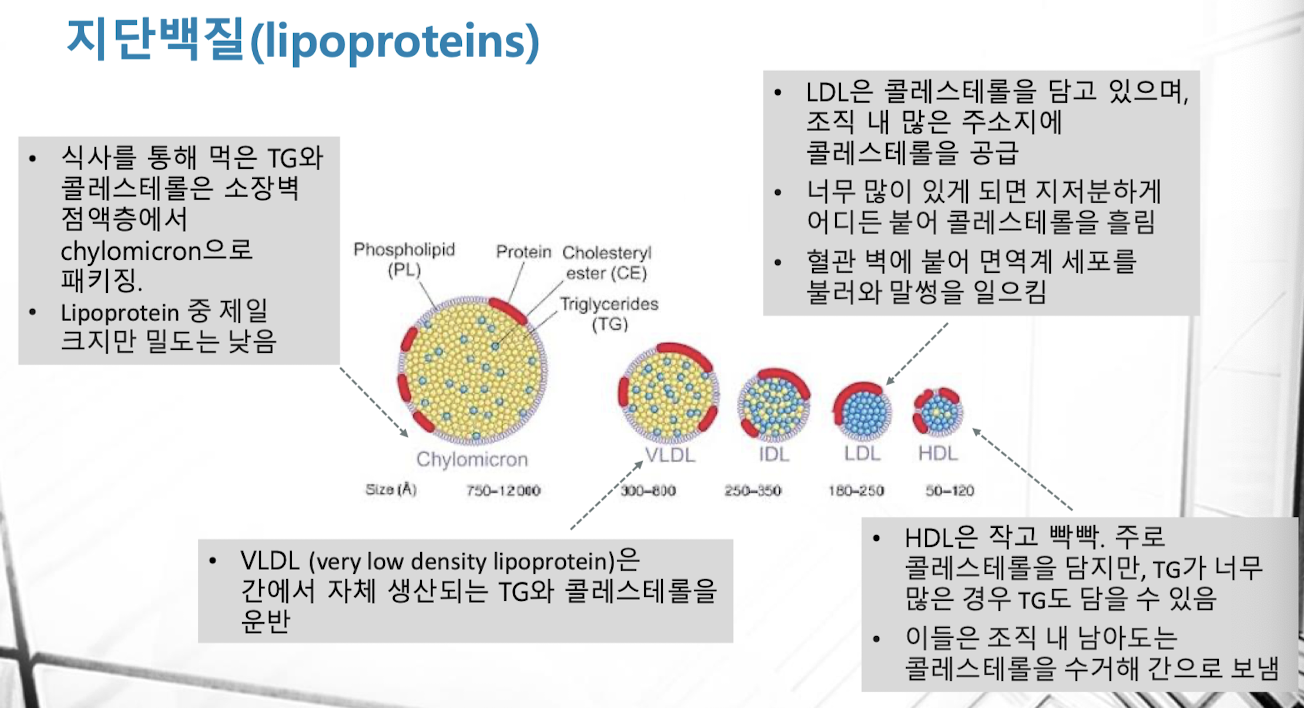 지단백질(lipoproteins)
• 식사를 통해 먹은 TG와
콜레스테롤은 소장벽
점액층에서
chylomicron으로
패키징.
• Lipoprotein 중 제일
크지만 밀도는 낮음
• LDL은 콜레스테롤을 담고 있으며,
조직 내 많은 주소지에
콜레스테롤을 공급
• 너무 많이 있게 되면 지저분하게
어디든 붙어 콜레스테롤을 흘림
• 혈관 벽에 붙어 면역계 세포를
불러와 말썽을 일으킴
Phospholipid
(PL)
Protein
Cholesteryl
ester (CE)
Triglycerides
(TG)
Chylomicron
VLDL
IDL
LDL
HDL
Size (Å)
750–12000
300–800
250–350
180–250
50–120
• VLDL (very low density lipoprotein)은
간에서 자체 생산되는 TG와 콜레스테롤을
운반
• HDL은 작고 빡빡. 주로
콜레스테롤을 담지만, TG가 너무
많은 경우 TG도 담을 수 있음
• 이들은 조직 내 남아도는
콜레스테롤을 수거해 간으로 보냄